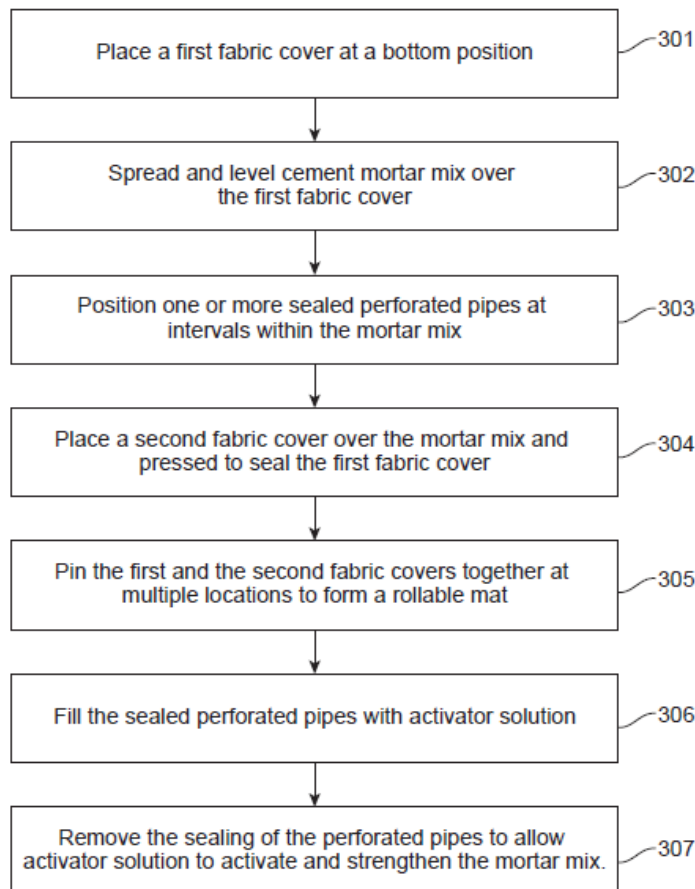 Place a first fabric cover at a bottom position
301
Spread and level cement mortar mix over
the first fabric cover
302
Position one or more sealed perforated pipes at
intervals within the mortar mix
303
Place a second fabric cover over the mortar mix and
pressed to seal the first fabric cover
304
Pin the first and the second fabric covers together at
multiple locations to form a rollable mat
305
Fill the sealed perforated pipes with activator solution
306
Remove the sealing of the perforated pipes to allow
activator solution to activate and strengthen the mortar mix.
307